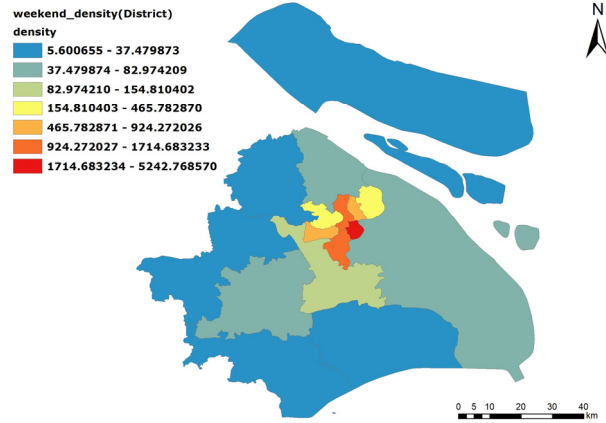 weekend_density(District)
density
5.600655 - 37.479873
37.479874 - 82.974209
82.974210 - 154.810402
154.810403 - 465.782870
465.782871 - 924.272026
924.272027 - 1714.683233
1714.683234 - 5242.768570
N
0 5 10 20 30 40
km